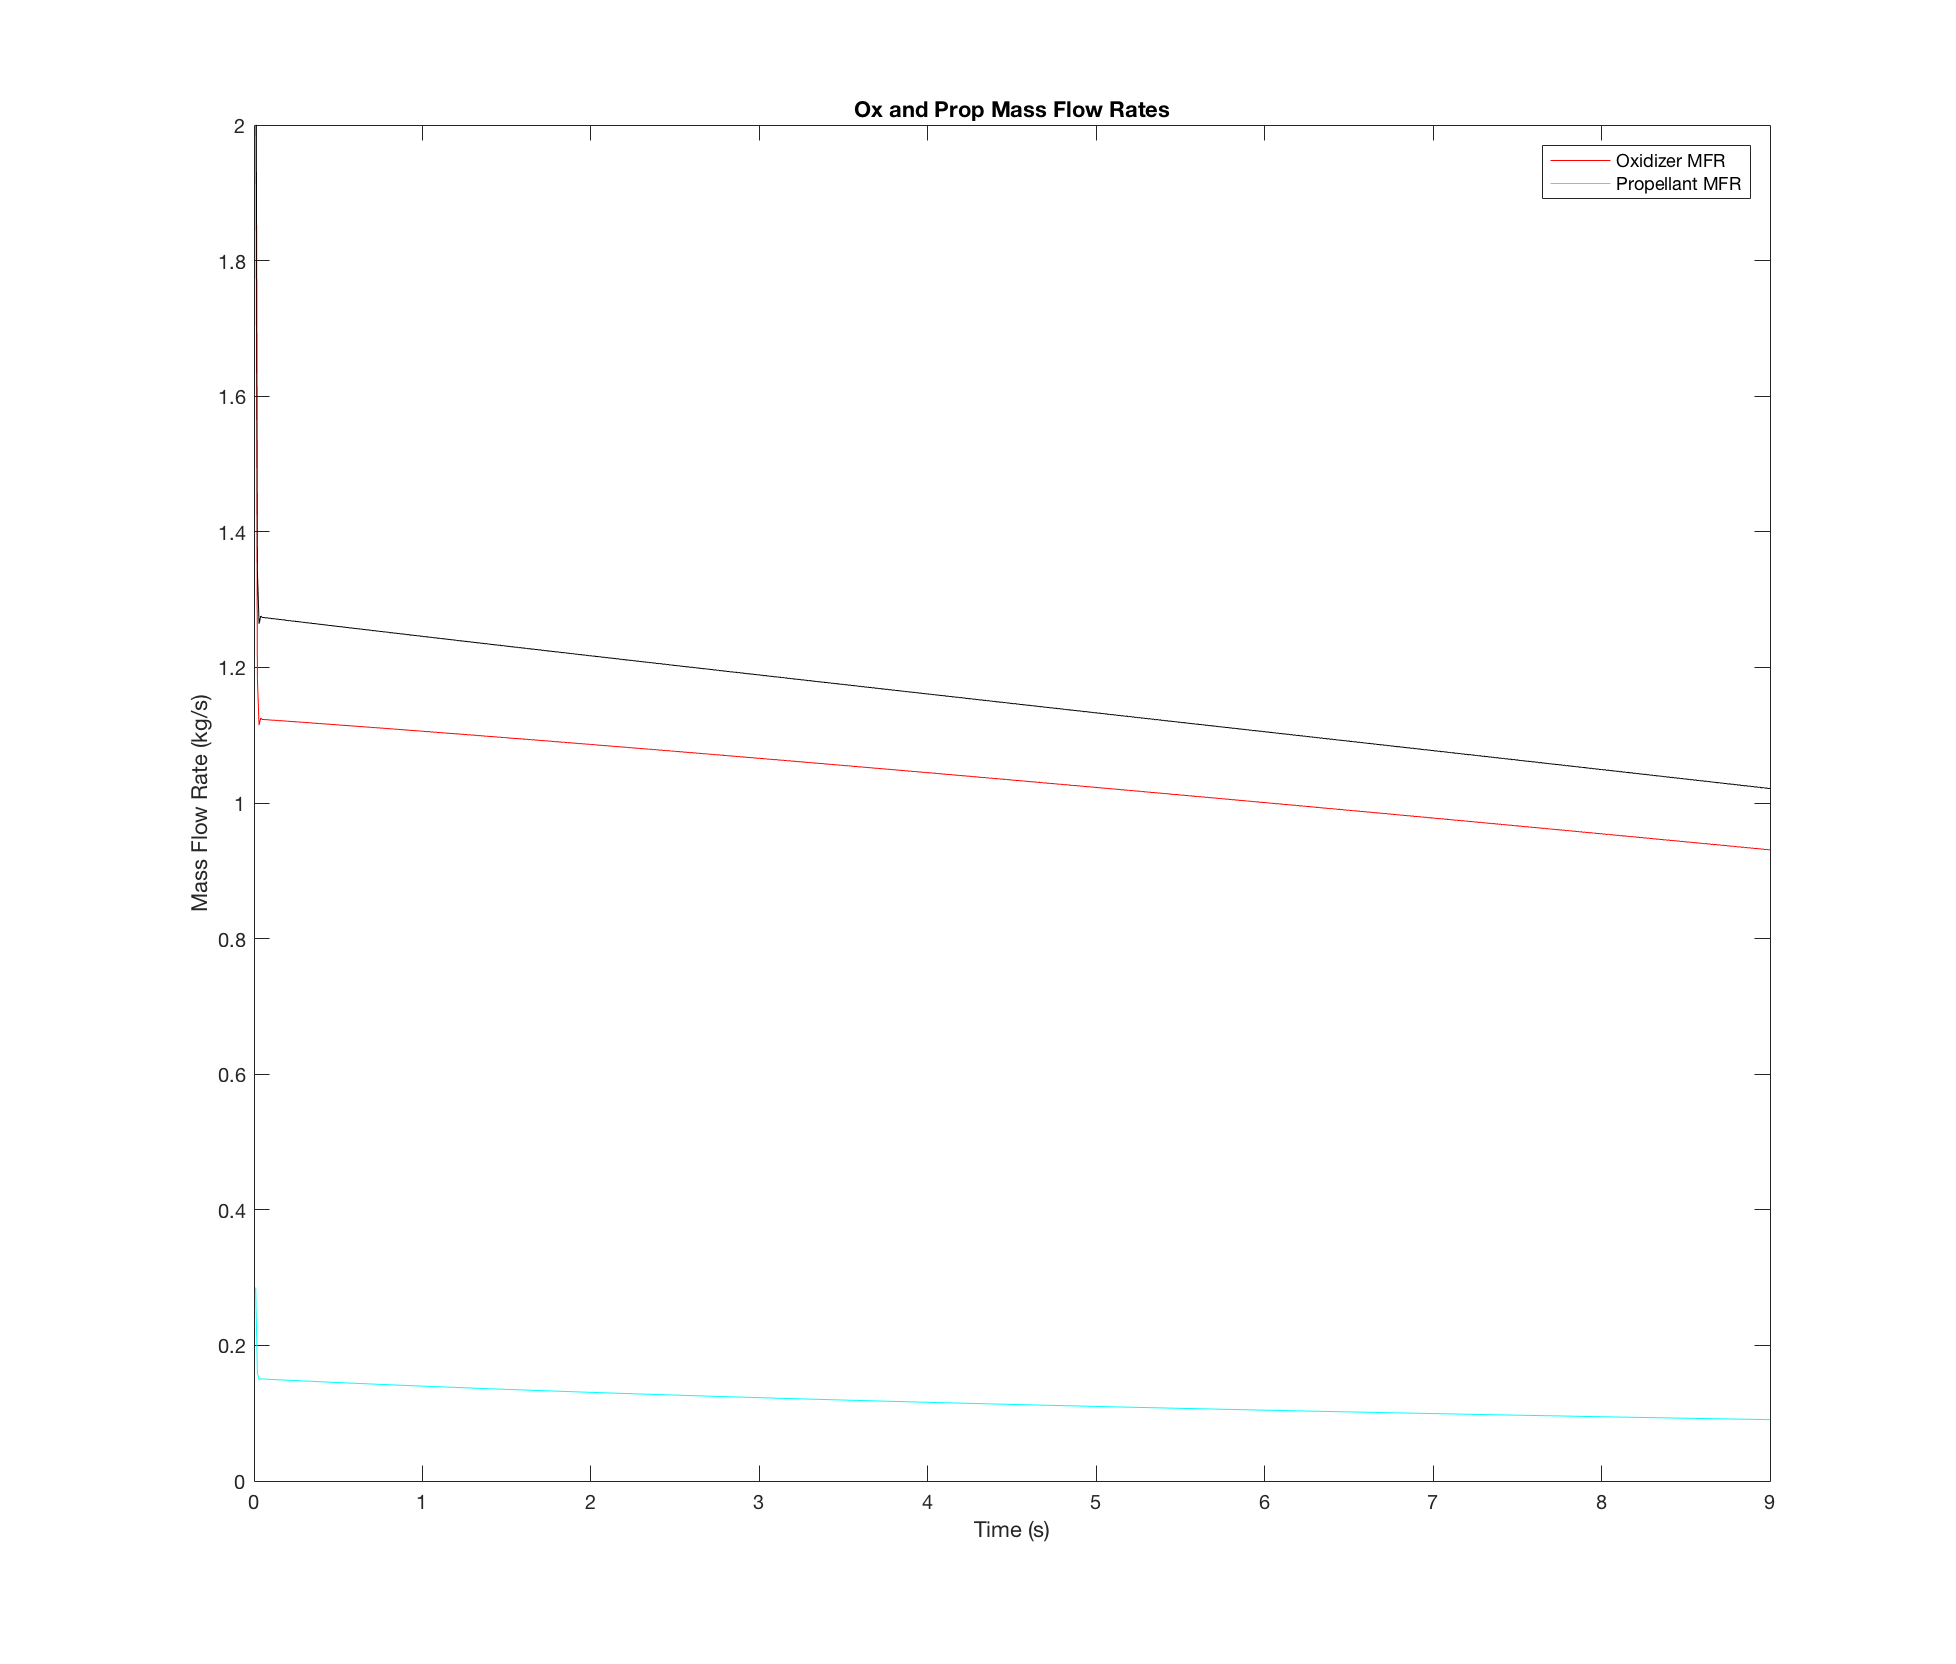 Ox and Prop Mass Flow Rates
Oxidizer MFR
Propellant MFR
Mass Flow Rate (kg/s)
2
1.8
1.6
1.4
1.2
1
0.8
0.6
0.4
0.2
0
0 1 2 3 4 5 6 7 8 9
Time (s)